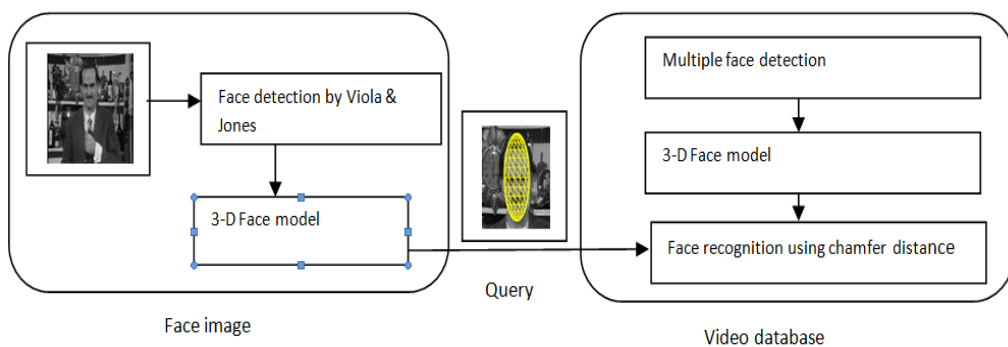 Face detection by Viola &
Jones
3-D Face model
Face image
Query
Multiple face detection
3-D Face model
Face recognition using chamfer distance
Video database